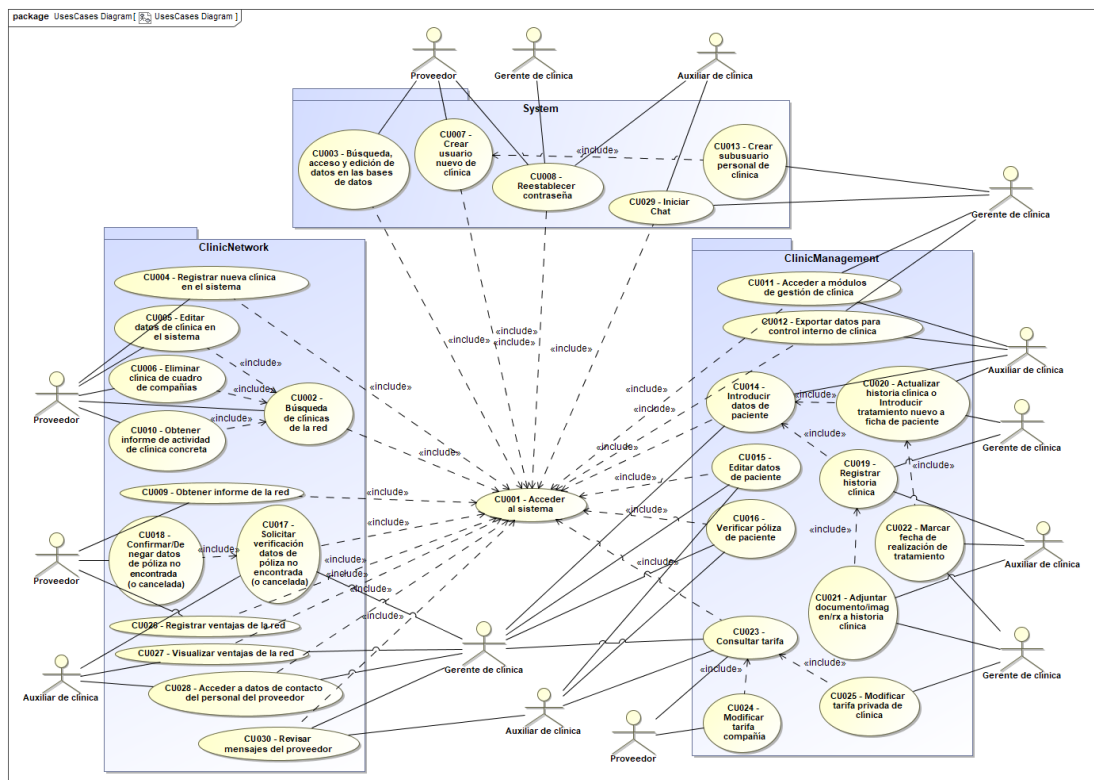 package UsesCases Diagram [ UsesCases Diagram ]
Proveedor
Gerente de clínica
Auxiliar de clínica
System
CU003 - Búsqueda,
acceso y edición de
datos en las bases
de datos
CU007 -
Crear
usuario
nuevo de
clínica
CU008 -
Reestablecer
contraseña
«include»
CU013 - Crear
subusuario
personal de
clínica
CU029 - Iniciar
Chat
Gerente de clínica
ClinicNetwork
CU004 - Registrar nueva clínica
en el sistema
CU005 - Editar
datos de clínica en
el sistema
CU006 - Eliminar
clínica de cuadro
de compañías
CU010 - Obtener
informe de actividad
de clínica concreta
CU002 -
Búsqueda
de clínicas
de la red
«include»
«include»
«include»
«include»
«include»
Proveedor
CU009 - Obtener informe de la red
«include»
CU018 -
Confirmar/De
negar datos
de póliza no
encontrada
(o cancelada)
«include»
CU017 -
Solicitar
verificación
datos de
póliza no
encontrada
(o cancelada)
Proveedor
CU026 - Registrar ventajas de la red
CU027 - Visualizar ventajas de la red
CU028 - Acceder a datos de contacto
del personal del proveedor
CU030 - Revisar
mensajes del proveedor
Auxiliar de clínica
«include»
«include»
«include»
«include»
«include»
«include»
«include»
«include»
«include»
CU001 - Acceder
al sistema
Gerente de clínica
Auxiliar de clínica
Proveedor
ClinicManagement
CU011 - Acceder a módulos
de gestión de clínica
CU012 - Exportar datos para
control interno de clínica
«include»
«include»
«include»
«include»
«include»
«include»
CU014 -
Introducir
datos de
paciente
«include»
CU020 - Actualizar
historia clínica o
Introducir
tratamiento nuevo a
ficha de paciente
Auxiliar de clínica
Gerente de clínica
CU015 -
Editar datos
de paciente
«include»
CU019 -
Registrar
historia
clínica
«include»
CU016 -
Verificar póliza
de paciente
CU022 - Marcar
fecha de
realización de
tratamiento
Auxiliar de clínica
«include»
CU021 - Adjuntar
documento/imag
en/rx a historia
clínica
CU023 -
Consultar tarifa
«include»
«include»
CU024 -
Modificar
tarifa
compañía
CU025 - Modificar
tarifa privada de
clínica
Gerente de clínica